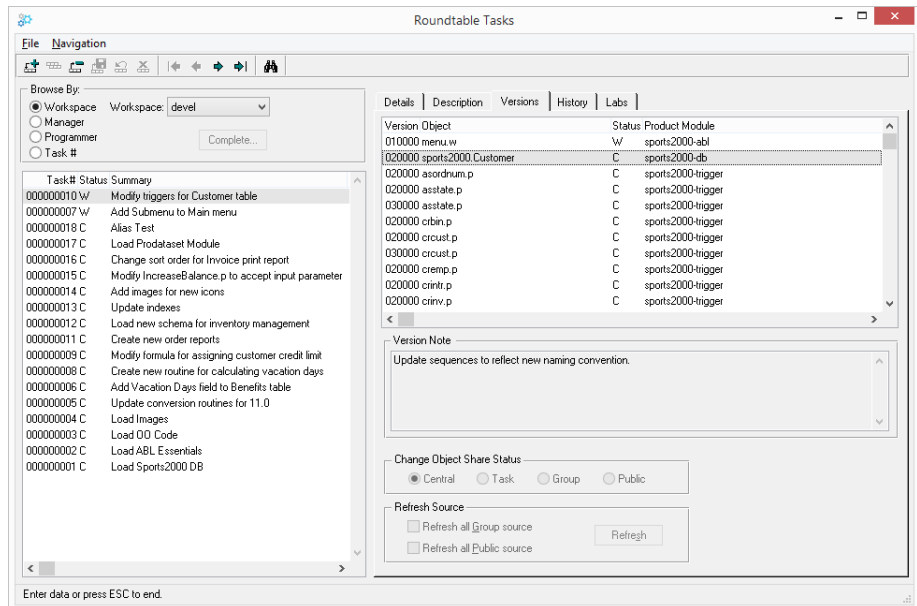 Roundtable Tasks
File Navigation
Browse By:
Workspace Workspace: devel
Manager
Programmer Complete...
Task #
Task# Status Summary
000000010 W Modify triggers for Customer table
000000007 W Add Submenu to Main menu
000000018 C Alias Test
000000017 C Load Prodataset Module
000000016 C Change sort order for Invoice print report
000000015 C Modify IncreaseBalance.p to accept input parameter
000000014 C Add images for new icons
000000013 C Update indexes
000000012 C Load new schema for inventory management
000000011 C Create new order reports
000000009 C Modify formula for assigning customer credit limit
000000008 C Create new routine for calculating vacation days
000000006 C Add Vacation Days field to Benefits table
000000005 C Update conversion routines for 11.0
000000004 C Load Images
000000003 C Load OO Code
000000002 C Load ABL Essentials
000000001 C Load Sports2000 DB
Details Description Versions History Labs
Version Object Status Product Module
010000 menu.w W sports2000-abl
020000 sports2000.Customer C sports2000-db
020000 asordnum.p C sports2000-trigger
020000 asstate.p C sports2000-trigger
030000 asstate.p C sports2000-trigger
020000 crbin.p C sports2000-trigger
020000 crcust.p C sports2000-trigger
030000 crcust.p C sports2000-trigger
020000 cremp.p C sports2000-trigger
020000 crintr.p C sports2000-trigger
020000 crinv.p C sports2000-trigger
Version Note
Update sequences to reflect new naming convention.
Change Object Share Status
Central Task Group Public
Refresh Source
Refresh all Group source
Refresh
Refresh all Public source
Enter data or press ESC to end.